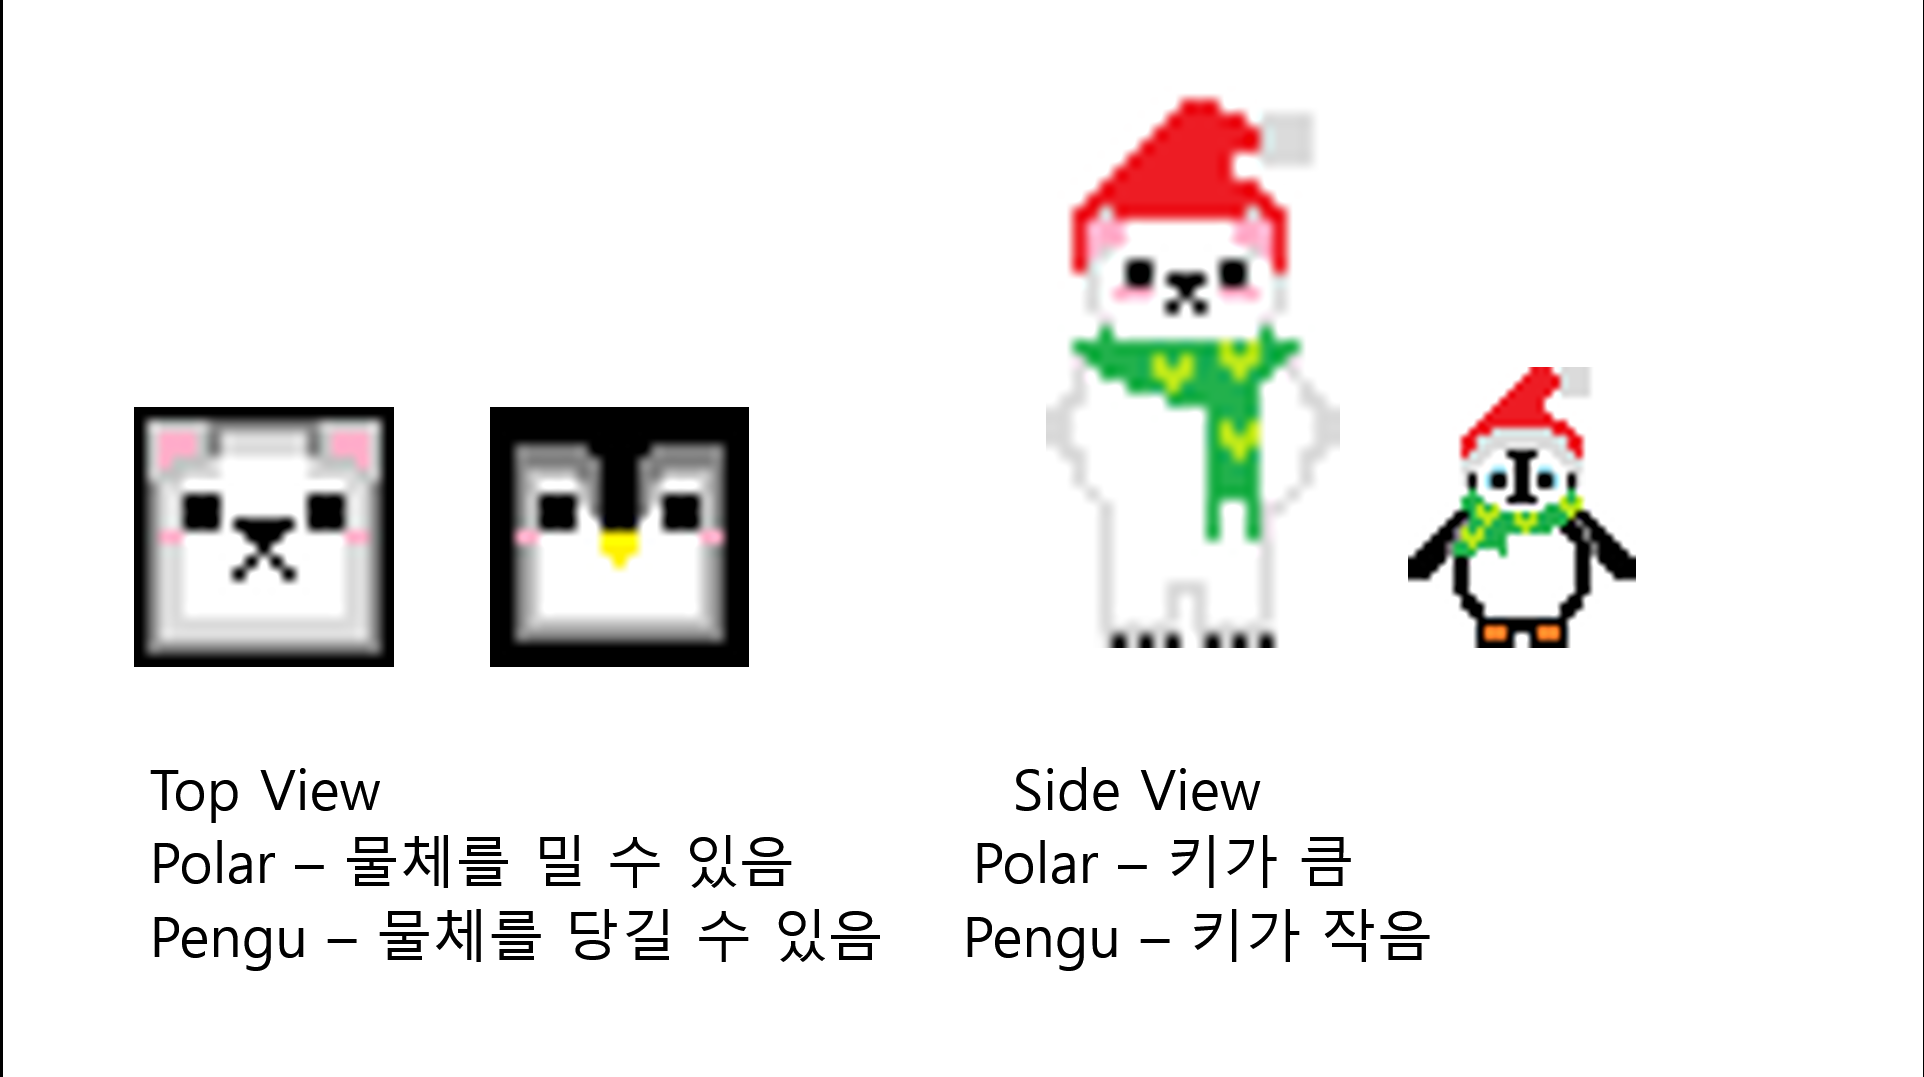 Top View
Polar – 물체를 밀 수 있음
Pengu – 물체를 당길 수 있음
Side View
Polar – 키가 큼
Pengu – 키가 작음